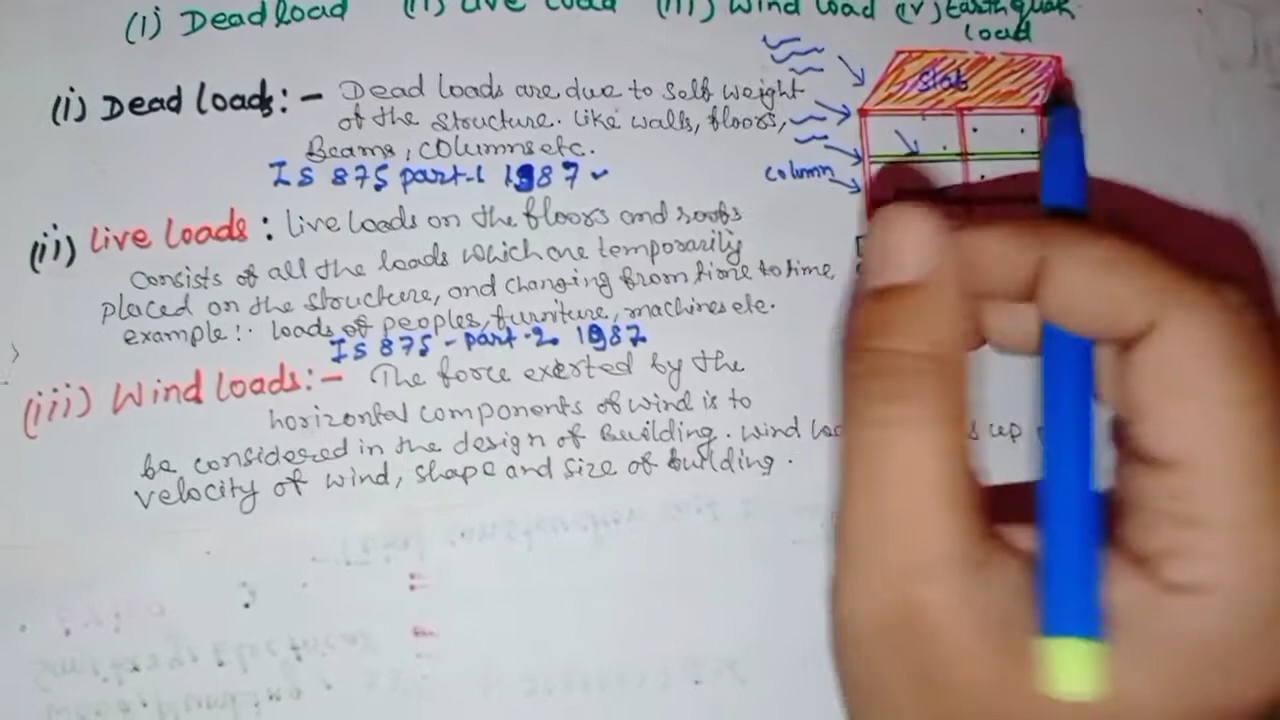 (i) Dead load (ii) Live Load (iii) Wind load (v) Earthquak
load
(i) Dead loads:- Dead loads are due to self weight
of the structure. like walls, floors,
Beams, columns etc.
IS 875 part-1 1987
Slab
column
(ii) live loads: live loads on the floors and roofs
Consists of all the loads which are temporarily
placed on the structure, and changing from time to time,
example:- loads of peoples, furniture, machines etc.
IS 875 - part-2. 1987
(iii) Wind loads:- The force exerted by the
horizontal components of wind is to
be considered in the design of Building. wind up
velocity of wind, shape and size of building.